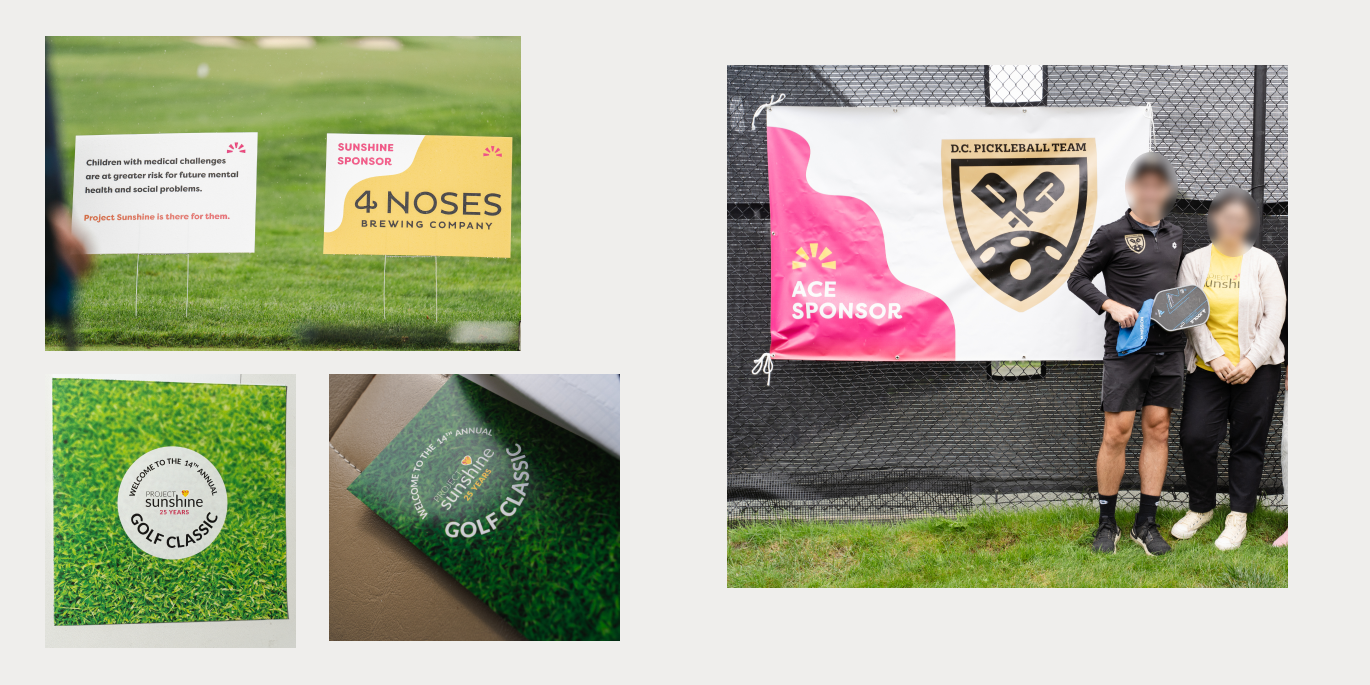 Children with medical challenges
are at greater risk for future mental
health and social problems.
Project Sunshine is there for them.
SUNSHINE
SPONSOR
4 NOSES
BREWING COMPANY
WELCOME TO THE 14TH ANNUAL
PROJECT
sunshine
25 YEARS
GOLF CLASSIC
WELCOME TO THE 14TH ANNUAL
PROJECT
sunshine
25 YEARS
GOLF CLASSIC
D.C. PICKLEBALL TEAM
DC
ACE
SPONSOR